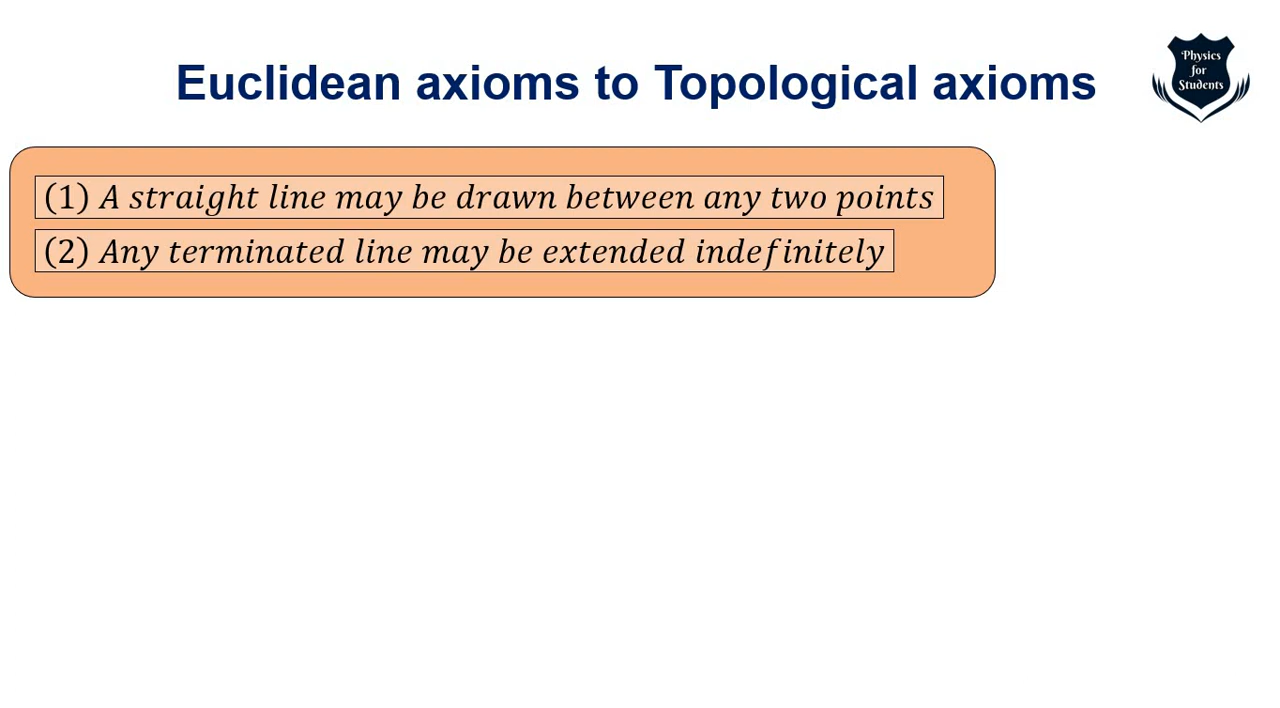 Euclidean axioms to Topological axioms
Physics
for
Students
(1) A straight line may be drawn between any two points
(2) Any terminated line may be extended indefinitely